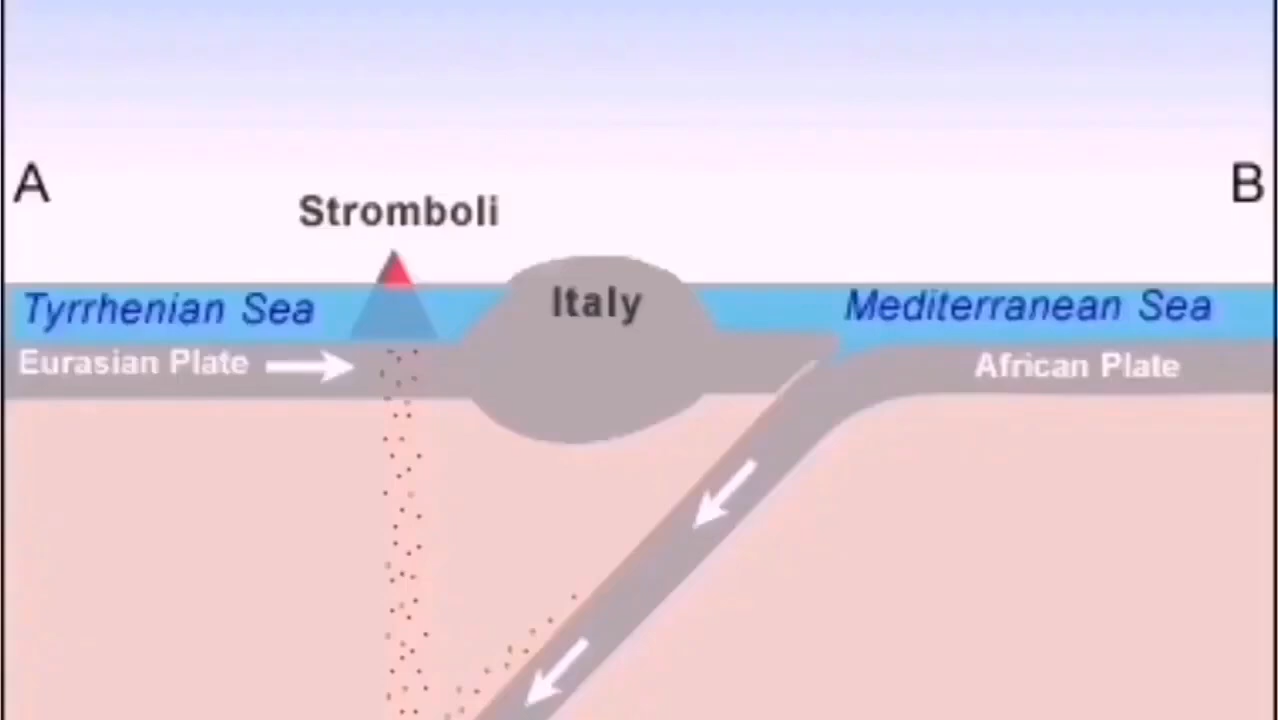 A
B
Stromboli
Italy
Tyrrhenian Sea
Mediterranean Sea
Eurasian Plate
African Plate